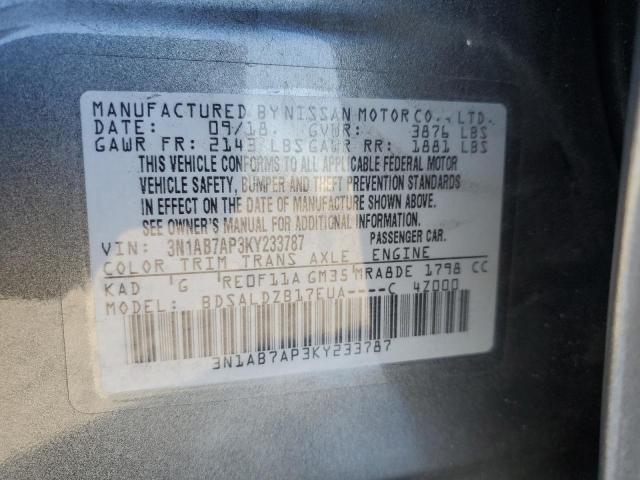 MANUFACTURED BY NISSAN MOTOR CO., LTD.
DATE: 09/18 GVWR: 3876 LBS
GAWR FR: 2143 LBS GAWR RR: 1881 LBS
THIS VEHICLE CONFORMS TO ALL APPLICABLE FEDERAL MOTOR
VEHICLE SAFETY, BUMPER AND THEFT PREVENTION STANDARDS
IN EFFECT ON THE DATE OF MANUFACTURE SHOWN ABOVE.
SEE OWNER'S MANUAL FOR ADDITIONAL INFORMATION.
VIN: 3N1AB7AP3KY233787 PASSENGER CAR.
COLOR TRIM TRANS AXLE ENGINE
KAD G RE0F11A GM35 MRA8DE 1798 CC
MODEL: BDSALDZB17EUA----C 4Z000
3N1AB7AP3KY233787